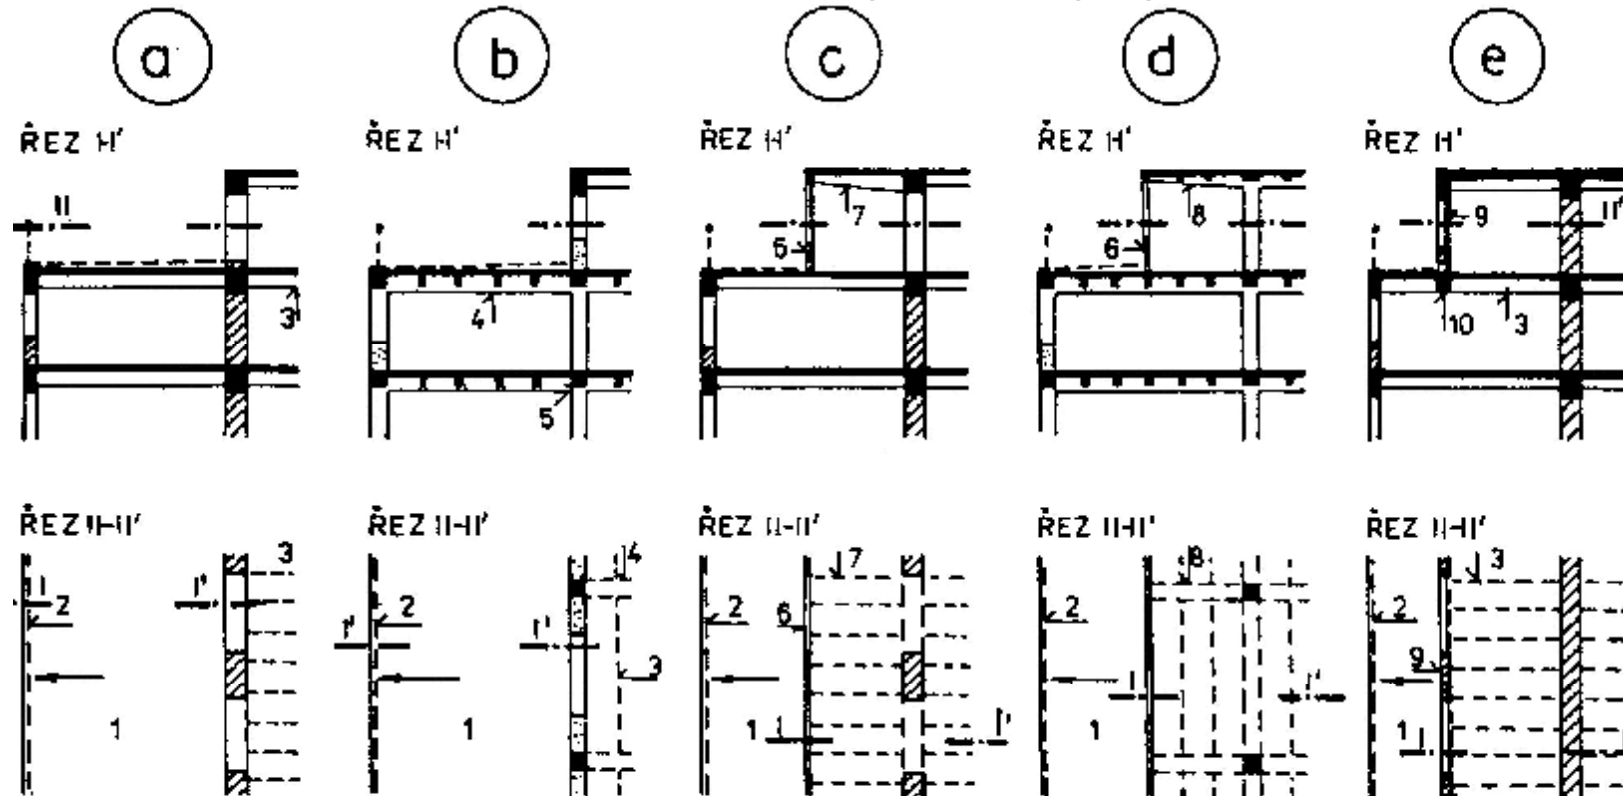 a b c d e
ŘEZ I-I' ŘEZ I-I' ŘEZ I-I' ŘEZ I-I' ŘEZ I-I'
II
7 8 9 II'
6 6
3 4 10 3
5
ŘEZ II-II' ŘEZ II-II' ŘEZ II-II' ŘEZ II-II' ŘEZ II-II'
3 4 7 8 3
I I'
2 2 2 2 2
6
I' I'
3 9
I I'
1 1 1 1 1
I I' I